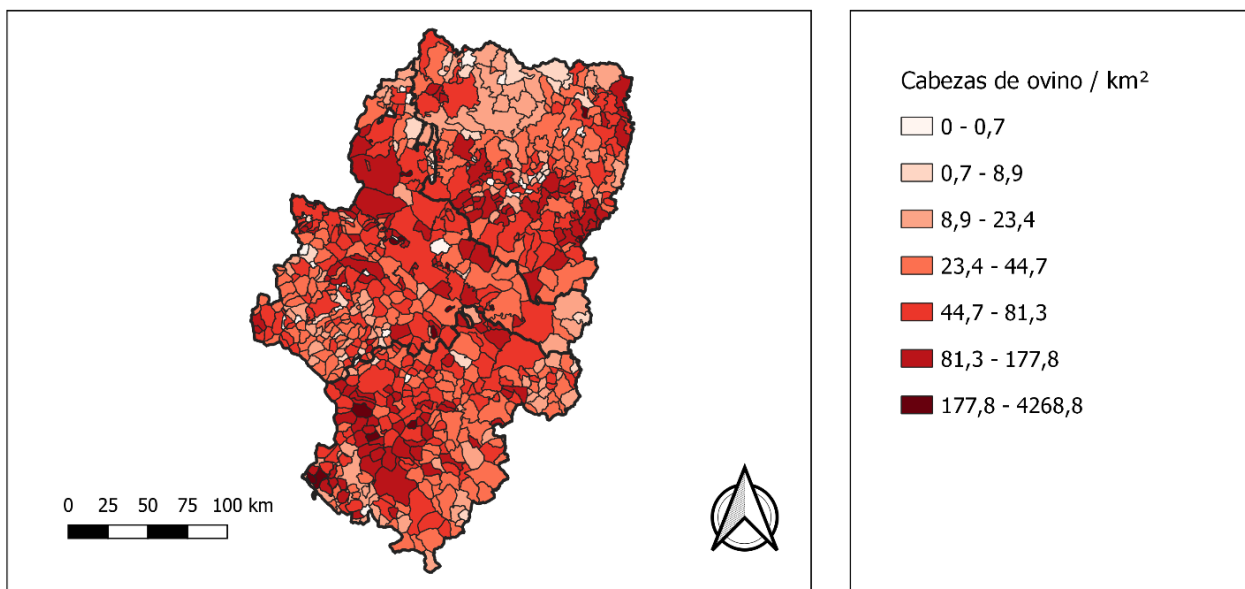 Cabezas de ovino / km²
0 - 0,7
0,7 - 8,9
8,9 - 23,4
23,4 - 44,7
44,7 - 81,3
81,3 - 177,8
177,8 - 4268,8
0 25 50 75 100 km